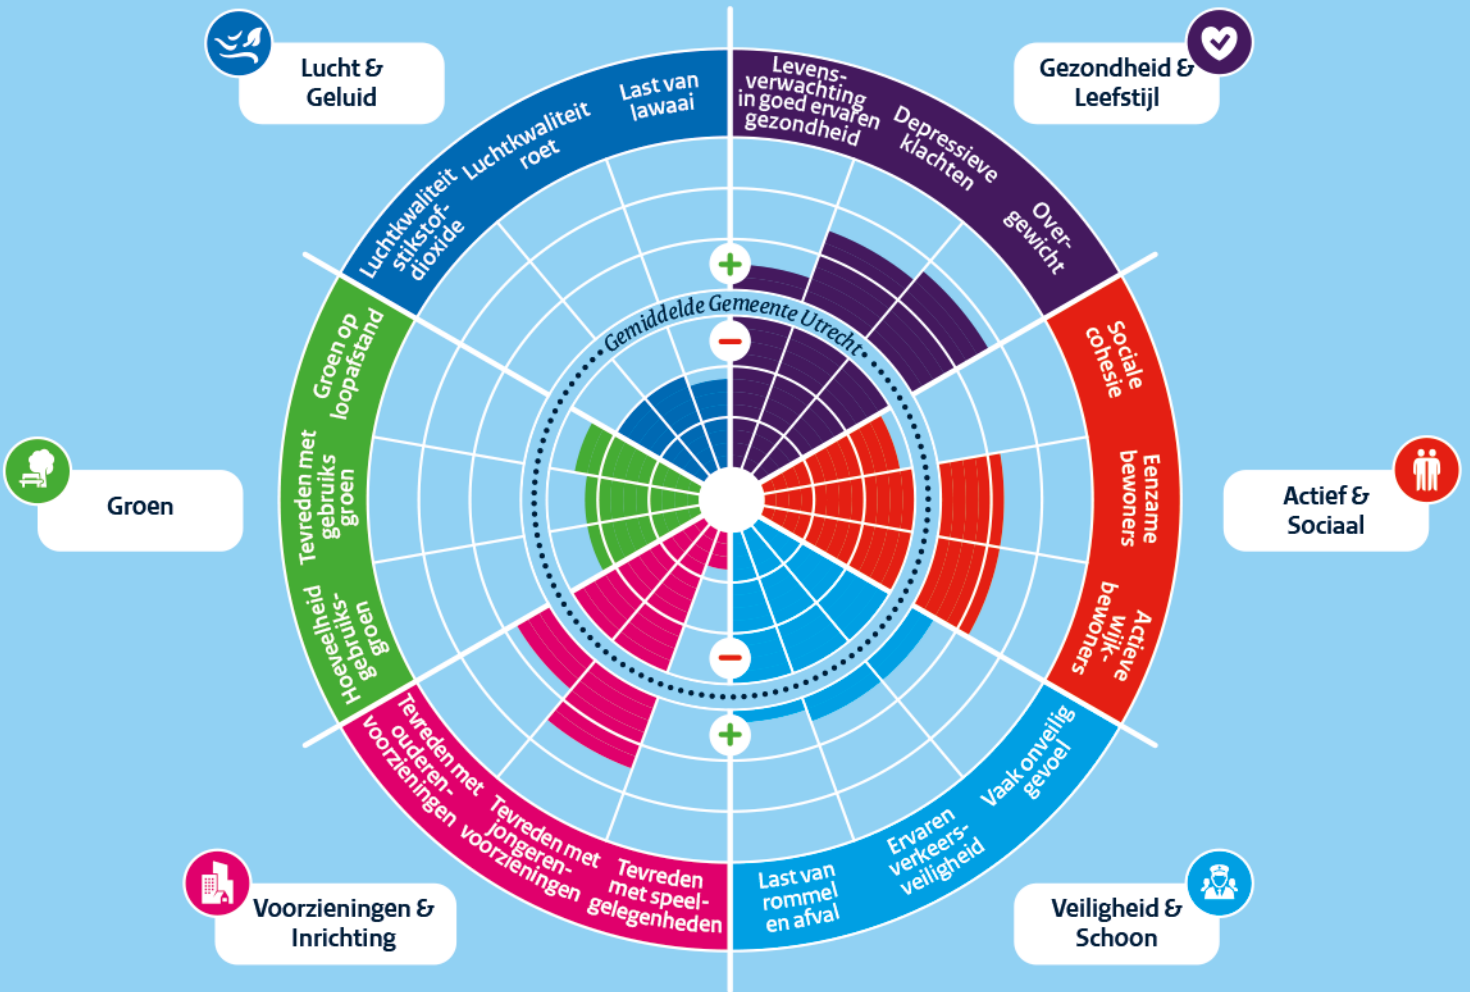 Lucht &
Geluid
Gezondheid &
Leefstijl
Last van
lawaai
Luchtkwaliteit
roet
Luchtkwaliteit
stikstof-
dioxide
Levens-
verwachting
in goed ervaren
gezondheid
Depressieve
klachten
Over-
gewicht
Gemiddelde Gemeente Utrecht
Groen op
loopafstand
Tevreden met
gebruiks
groen
Hoeveelheid
gebruiks-
groen
Sociale
cohesie
Eenzame
bewoners
Actieve
wijk-
bewoners
Groen
Actief &
Sociaal
+
−
−
+
Tevreden met
ouderen-
voorzieningen
Tevreden met
jongeren-
voorzieningen
Tevreden
met speel-
gelegenheden
Last van
rommel
en afval
Ervaren
verkeers-
veiligheid
Vaak onveilig
gevoel
Voorzieningen &
Inrichting
Veiligheid &
Schoon